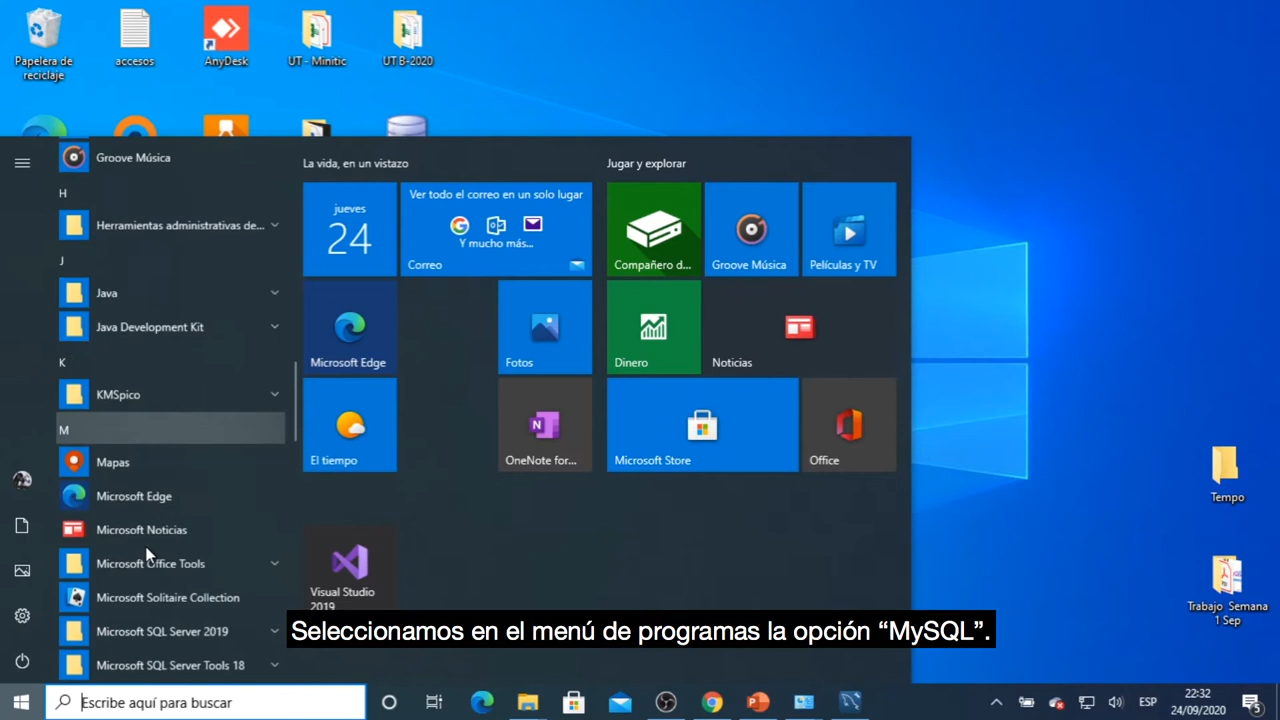 Papelera de
reciclaje
accesos
AnyDesk
UT - Minitic
UT B-2020
Groove Música
H
Herramientas administrativas de...
J
Java
Java Development Kit
K
KMSpico
M
Mapas
Microsoft Edge
Microsoft Noticias
Microsoft Office Tools
Microsoft Solitaire Collection
Microsoft SQL Server 2019
Microsoft SQL Server Tools 18
La vida, en un vistazo
jueves
24
Ver todo el correo en un solo lugar
Y mucho más...
Correo
Microsoft Edge
Fotos
El tiempo
OneNote for...
Visual Studio
2019
Jugar y explorar
Compañero d...
Groove Música
Películas y TV
Dinero
Noticias
Microsoft Store
Office
Tempo
Trabajo_Semana
1 Sep
Seleccionamos en el menú de programas la opción “MySQL”.
Escribe aquí para buscar
ESP
22:32
24/09/2020
5